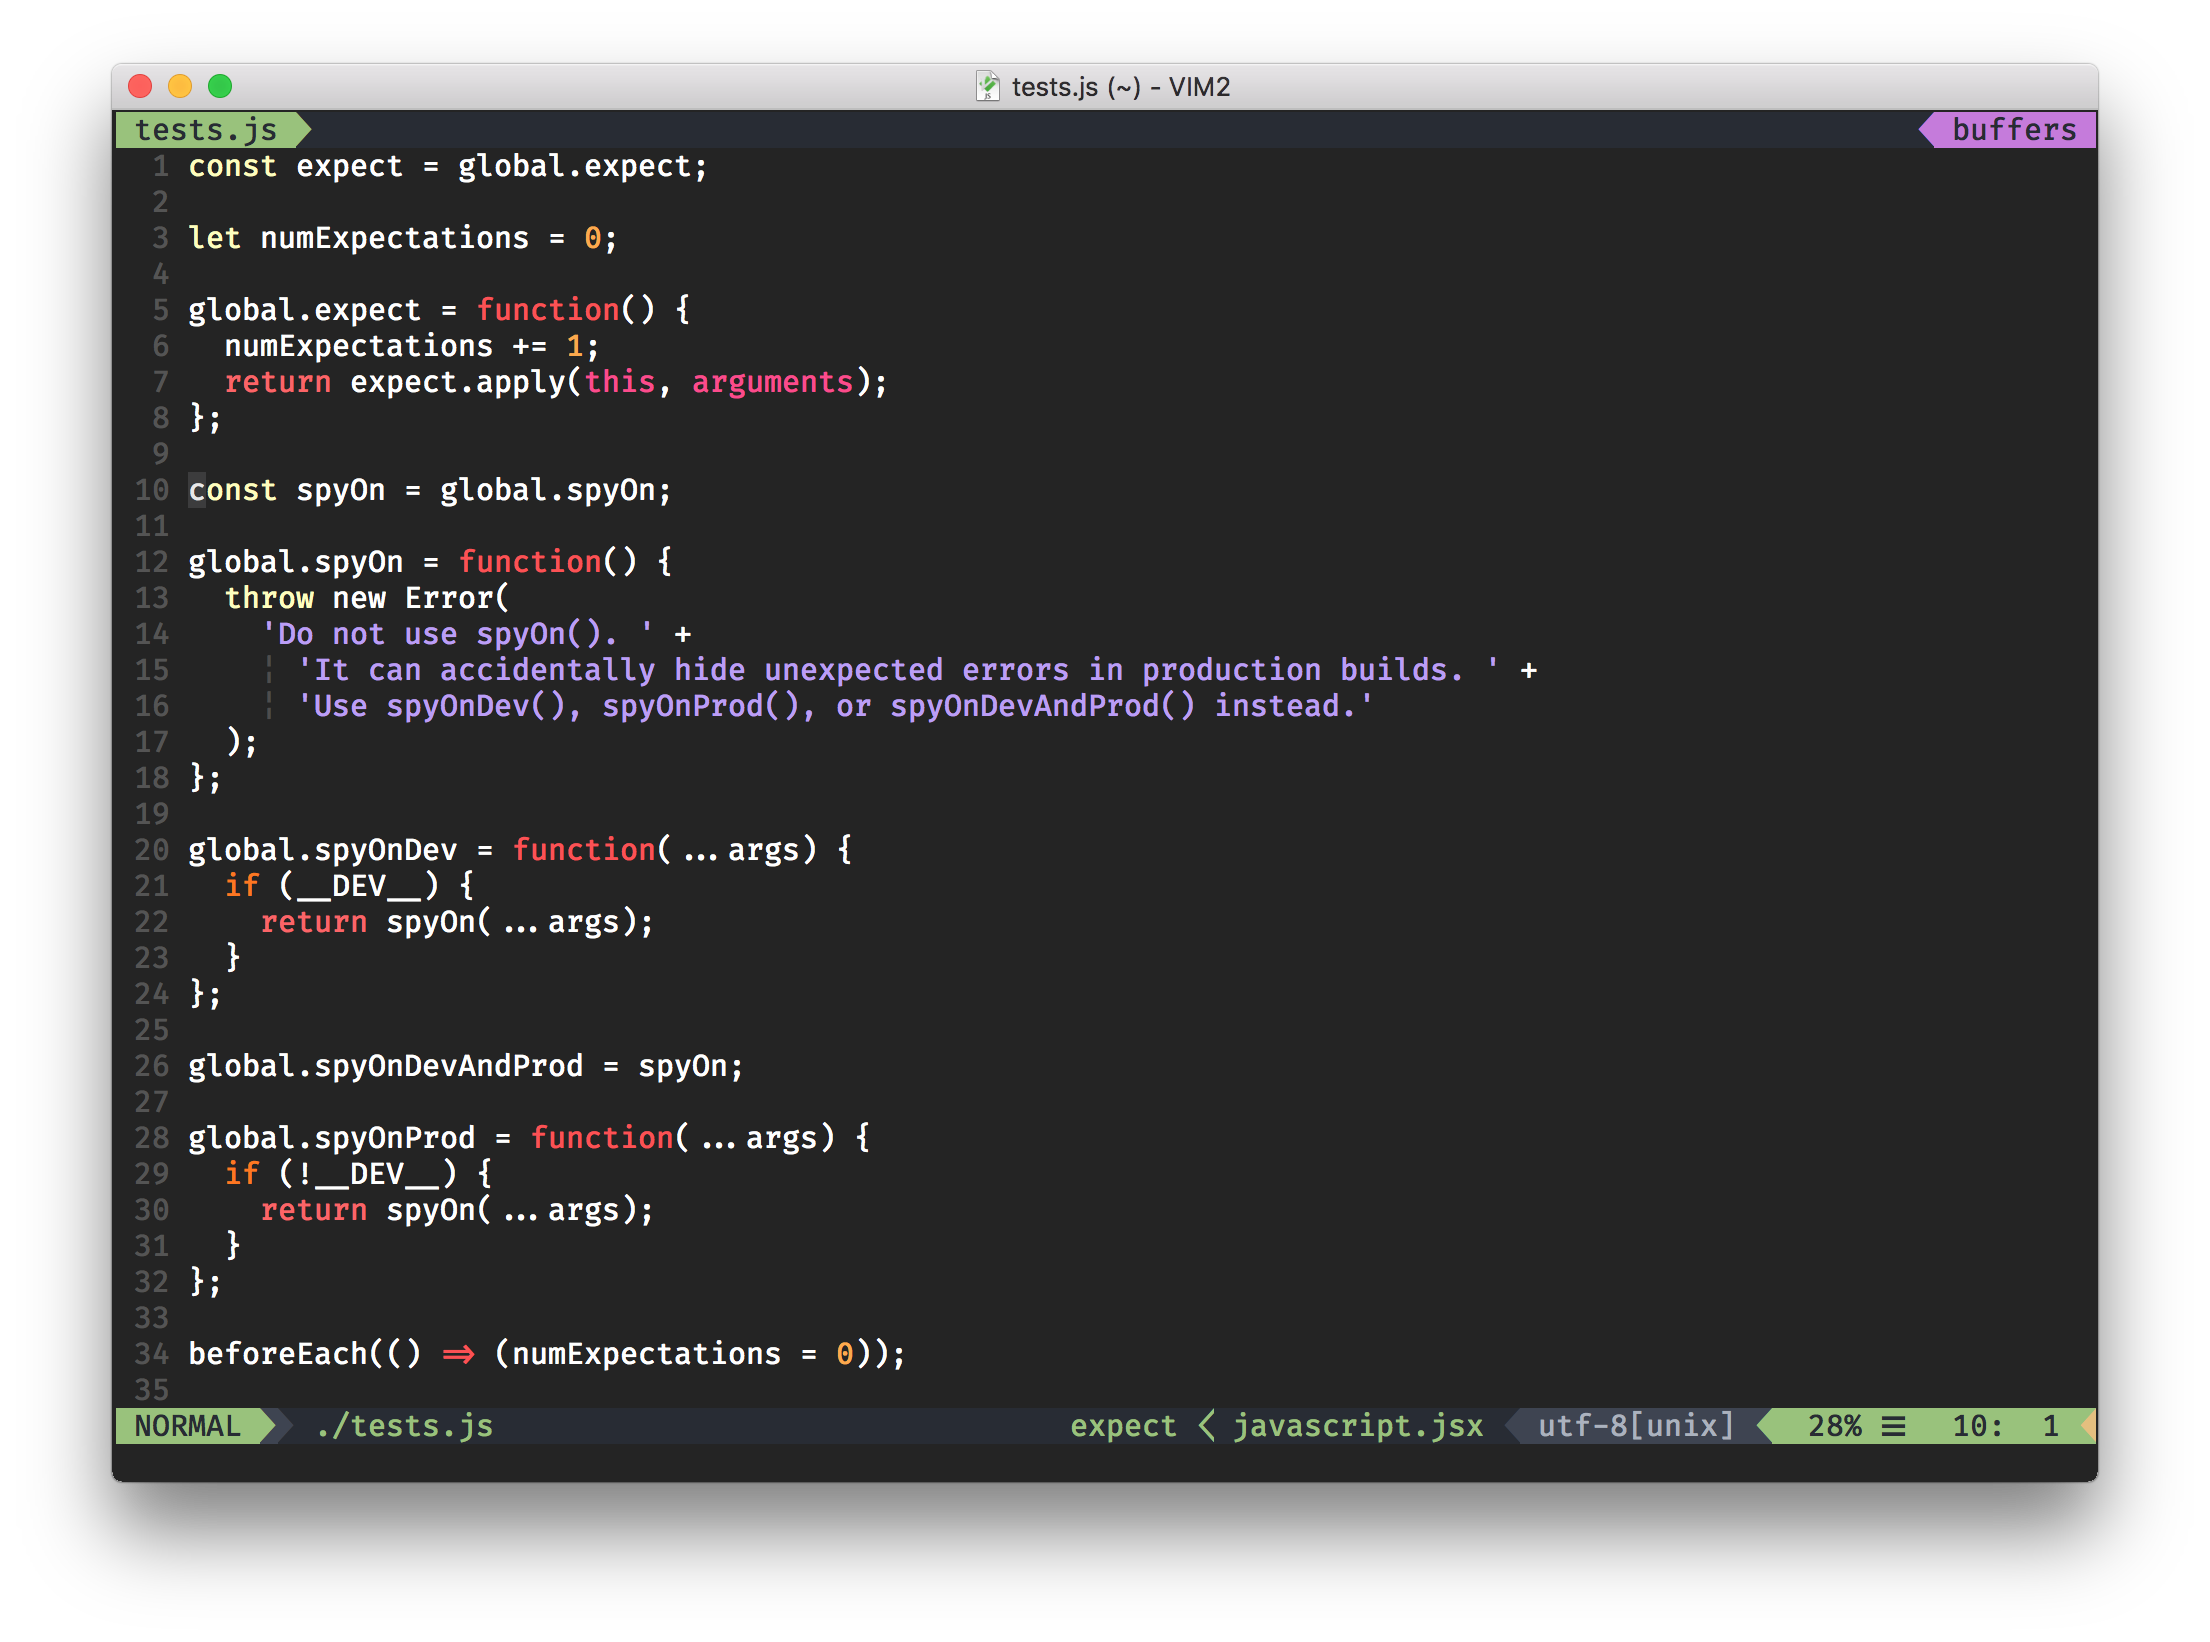 tests.js (~) - VIM2
tests.js buffers
1 const expect = global.expect;
2
3 let numExpectations = 0;
4
5 global.expect = function() {
6   numExpectations += 1;
7   return expect.apply(this, arguments);
8 };
9
10 const spyOn = global.spyOn;
11
12 global.spyOn = function() {
13   throw new Error(
14     'Do not use spyOn(). ' +
15     ¦ 'It can accidentally hide unexpected errors in production builds. ' +
16     ¦ 'Use spyOnDev(), spyOnProd(), or spyOnDevAndProd() instead.'
17   );
18 };
19
20 global.spyOnDev = function(...args) {
21   if (__DEV__) {
22     return spyOn(...args);
23   }
24 };
25
26 global.spyOnDevAndProd = spyOn;
27
28 global.spyOnProd = function(...args) {
29   if (!__DEV__) {
30     return spyOn(...args);
31   }
32 };
33
34 beforeEach(() => (numExpectations = 0));
35
NORMAL ./tests.js expect < javascript.jsx utf-8[unix] 28% ☰ 10: 1